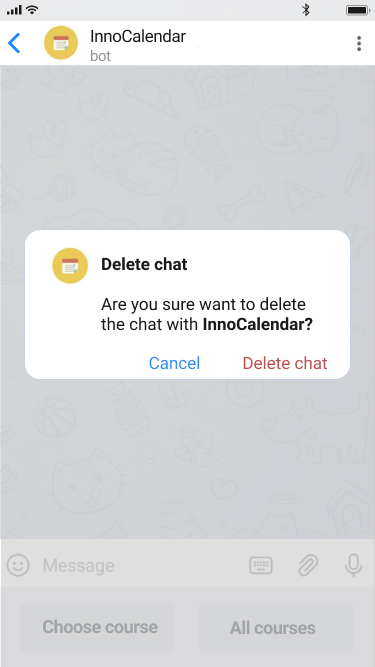 InnoCalendar
bot
Delete chat
Are you sure want to delete
the chat with InnoCalendar?
Cancel
Delete chat
Message
Choose course
All courses